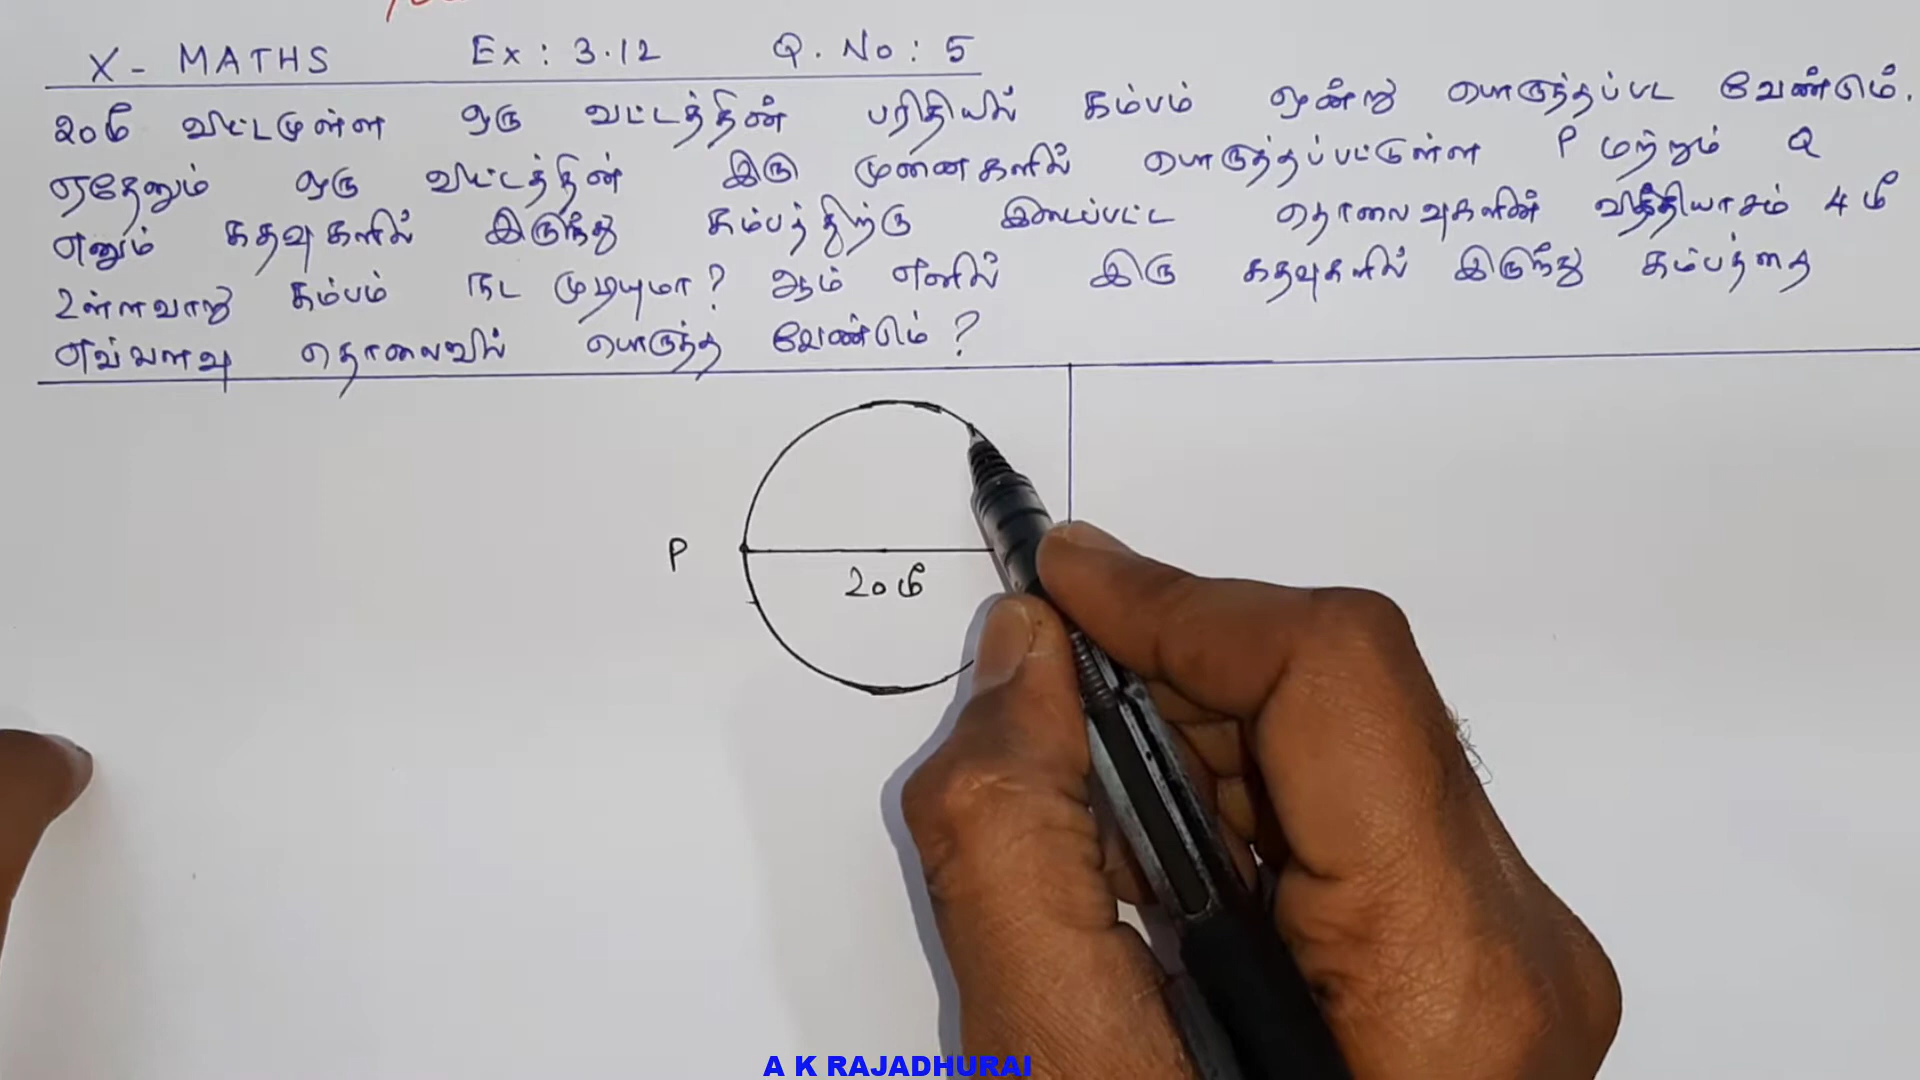 X - MATHS Ex : 3.12 Q. No : 5
20மீ விட்டமுள்ள ஒரு வட்டத்தின் பரிதியில் கம்பம் ஒன்று பொருந்தப்பட வேண்டும்.
ஏதேனும் ஒரு விட்டத்தின் இரு முனைகளில் பொருத்தப்பட்டுள்ள P மற்றும் Q
எனும் கதவுகளில் இருந்து கம்பத்திற்கு இடைப்பட்ட தொலைவுகளின் வித்தியாசம் 4 மீ
உள்ளவாறு கம்பம் நட முடியுமா? ஆம் எனில் இரு கதவுகளில் இருந்து கம்பத்தை
எவ்வளவு தொலைவில் பொருந்த வேண்டும்?
P
20 மீ
A K RAJADHURAI